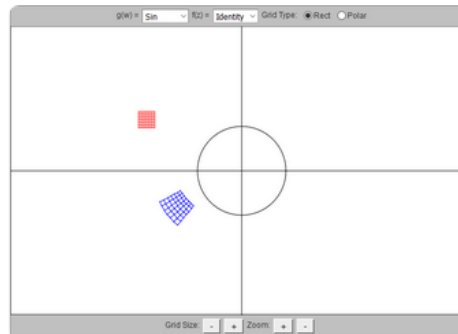 g(w) = Sin f(z) = Identity Grid Type: Rect Polar
Grid Size: - + Zoom: + -